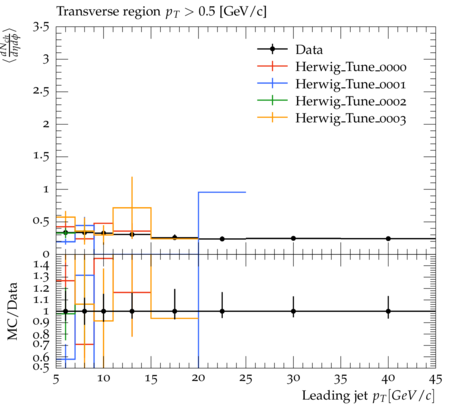 Transverse region pT > 0.5 [GeV/c]
⟨dNch/dηdφ⟩
3.5
3
2.5
2
1.5
1
0.5
0
Data
Herwig_Tune_0000
Herwig_Tune_0001
Herwig_Tune_0002
Herwig_Tune_0003
MC/Data
1.4
1.3
1.2
1.1
1
0.9
0.8
0.7
0.6
0.5
5 10 15 20 25 30 35 40 45
Leading jet pT[GeV/c]